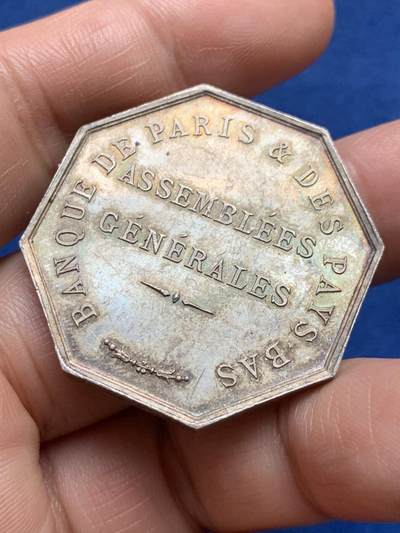 BANQUE DE PARIS & DES PAYS BAS
ASSEMBLÉES
GÉNÉRALES